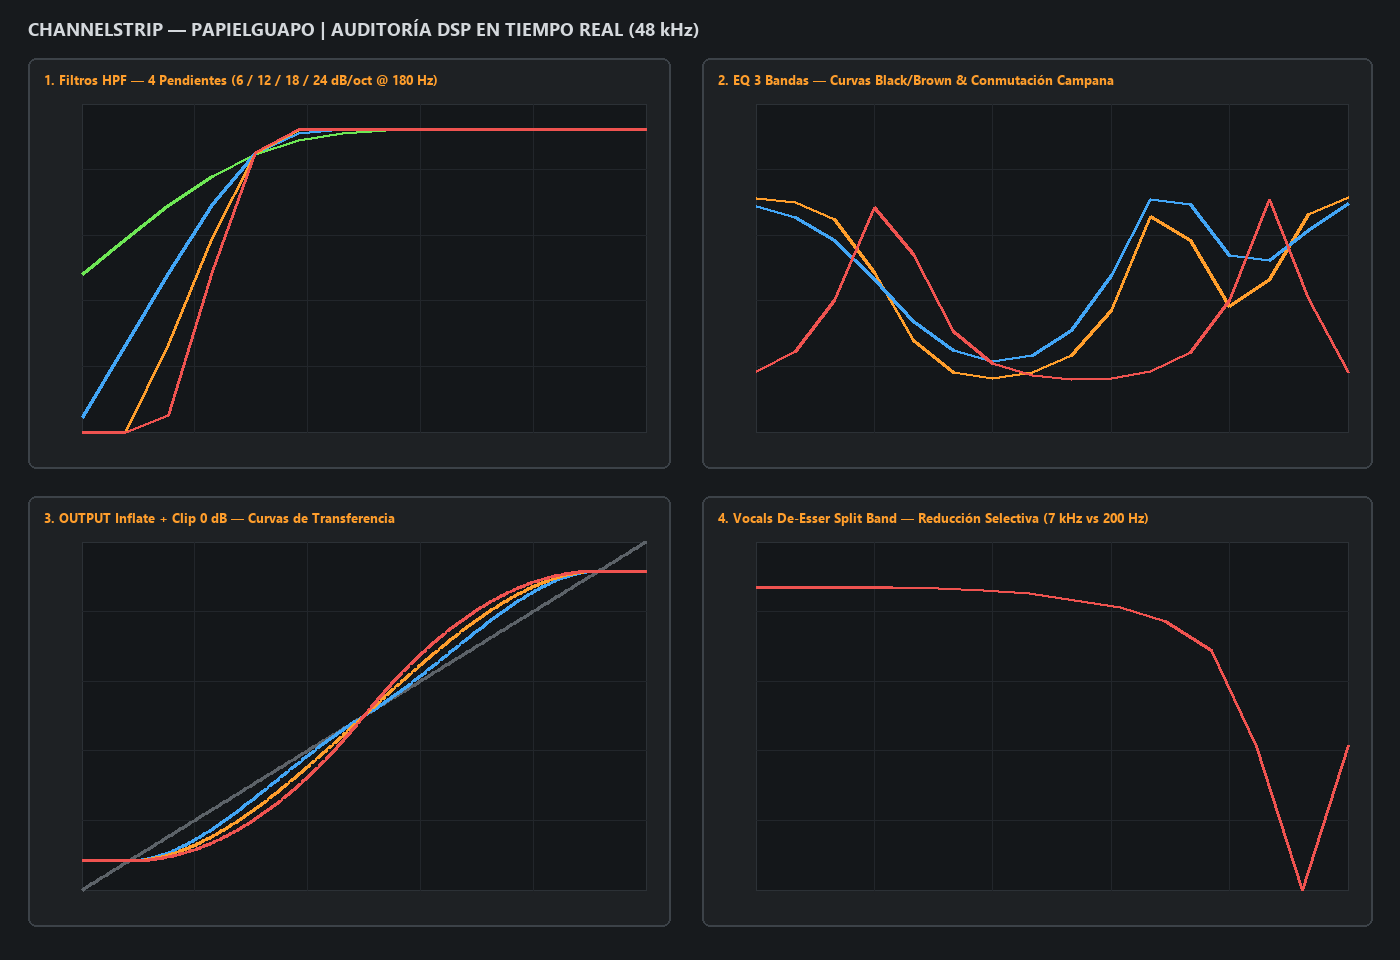 CHANNELSTRIP — PAPIELGUAPO | AUDITORÍA DSP EN TIEMPO REAL (48 kHz)
1. Filtros HPF — 4 Pendientes (6 / 12 / 18 / 24 dB/oct @ 180 Hz)
2. EQ 3 Bandas — Curvas Black/Brown & Conmutación Campana
3. OUTPUT Inflate + Clip 0 dB — Curvas de Transferencia
4. Vocals De-Esser Split Band — Reducción Selectiva (7 kHz vs 200 Hz)